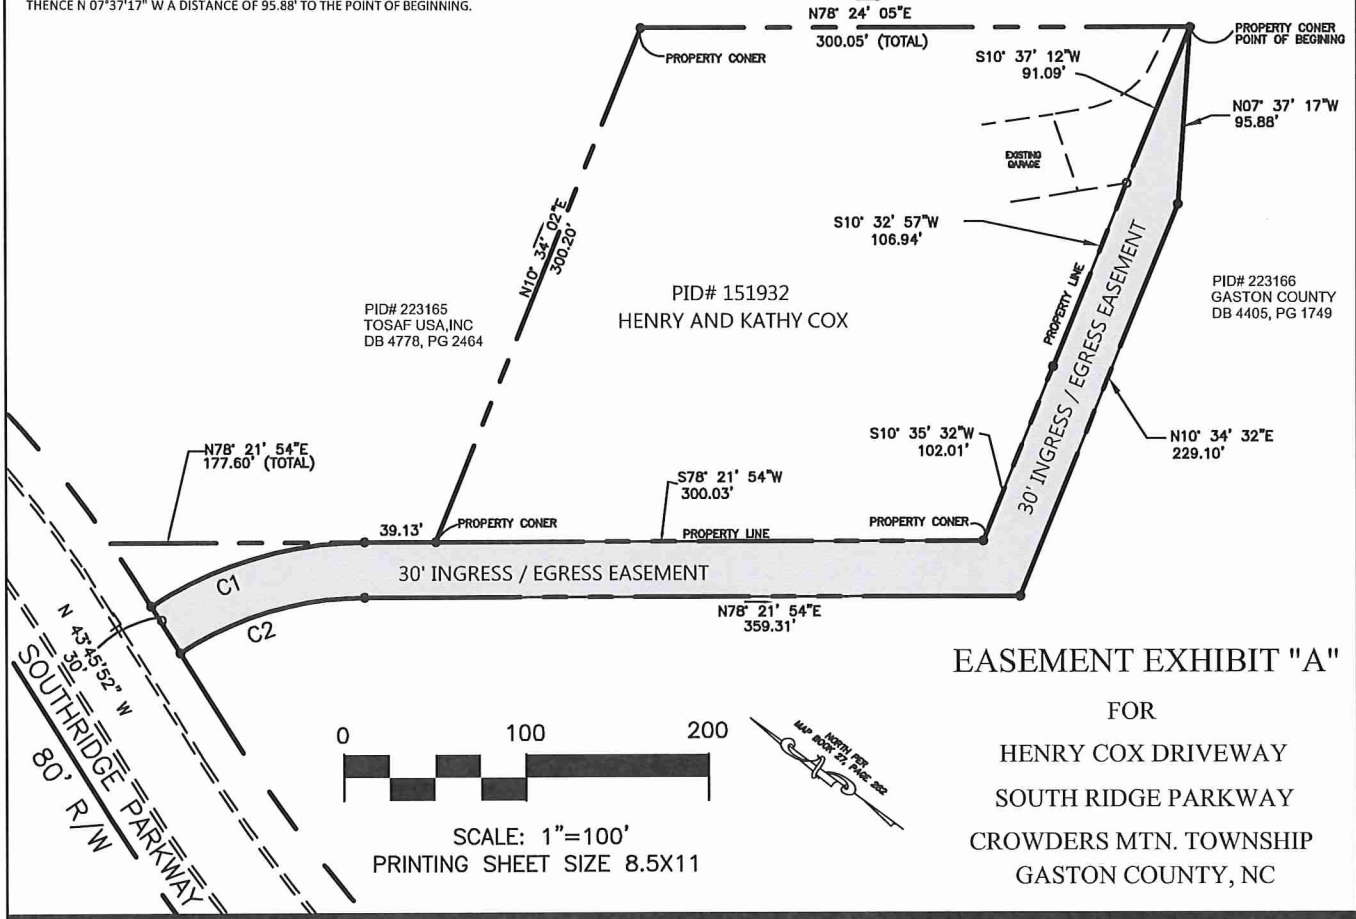 THENCE N 07°37'17" W A DISTANCE OF 95.88' TO THE POINT OF BEGINNING.
N78° 24' 05"E
300.05' (TOTAL)
PROPERTY CONER
PROPERTY CONER
POINT OF BEGINING
S10° 37' 12"W
91.09'
N07° 37' 17"W
95.88'
EXISTING
GARAGE
N10° 34' 02"E
300.20'
S10° 32' 57"W
106.94'
PROPERTY LINE
30' INGRESS / EGRESS EASEMENT
PID# 223166
GASTON COUNTY
DB 4405, PG 1749
PID# 151932
HENRY AND KATHY COX
PID# 223165
TOSAF USA,INC
DB 4778, PG 2464
S10° 35' 32"W
102.01'
N10° 34' 32"E
229.10'
N78° 21' 54"E
177.60' (TOTAL)
S78° 21' 54"W
300.03'
39.13'
PROPERTY CONER
PROPERTY LINE
PROPERTY CONER
C1
30' INGRESS / EGRESS EASEMENT
C2
N78° 21' 54"E
359.31'
N 43°45'52" W
30'
SOUTHRIDGE PARKWAY
80' R/W
0 100 200
SCALE: 1"=100'
PRINTING SHEET SIZE 8.5X11
NORTH PER
MAP BOOK 27, PAGE 282
EASEMENT EXHIBIT "A"
FOR
HENRY COX DRIVEWAY
SOUTH RIDGE PARKWAY
CROWDERS MTN. TOWNSHIP
GASTON COUNTY, NC